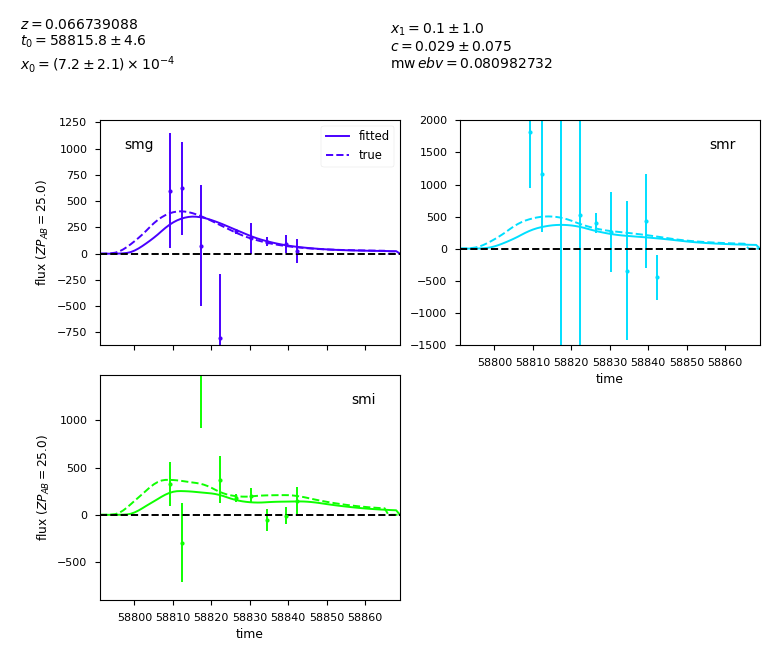 z = 0.066739088
t₀ = 58815.8 ± 4.6
x₀ = (7.2 ± 2.1) × 10⁻⁴
x₁ = 0.1 ± 1.0
c = 0.029 ± 0.075
mw ebv = 0.080982732
1250
1000
750
500
250
0
−250
−500
−750
flux (ZP_AB = 25.0)
smg
fitted
true
2000
1500
1000
500
0
−500
−1000
−1500
smr
58800 58810 58820 58830 58840 58850 58860
time
1000
500
0
−500
flux (ZP_AB = 25.0)
smi
58800 58810 58820 58830 58840 58850 58860
time